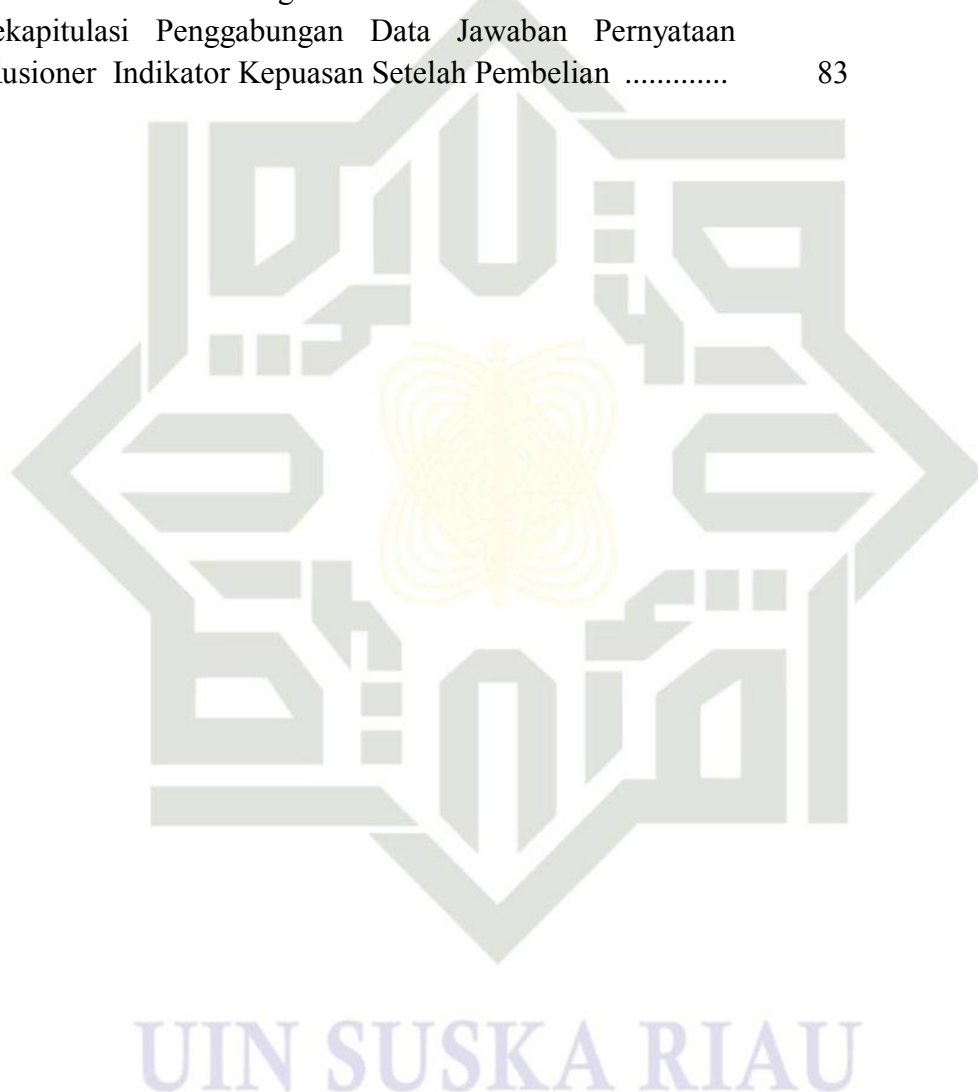 ekapitulasi Penggabungan Data Jawaban Pernyataan
usioner Indikator Kepuasan Setelah Pembelian ............. 83
UIN SUSKA RIAU